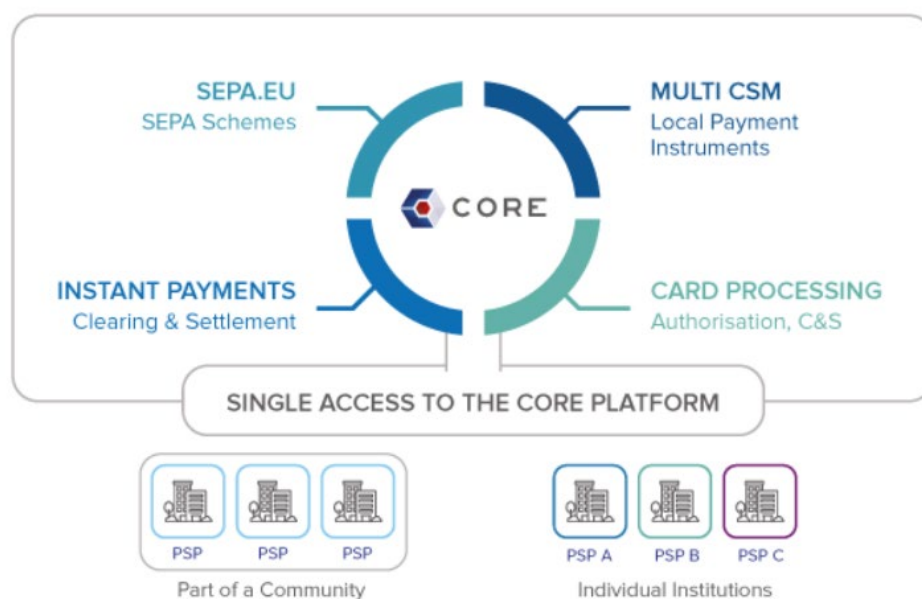 SEPA.EU
SEPA Schemes
MULTI CSM
Local Payment
Instruments
CORE
INSTANT PAYMENTS
Clearing & Settlement
CARD PROCESSING
Authorisation, C&S
SINGLE ACCESS TO THE CORE PLATFORM
PSP PSP PSP
Part of a Community
PSP A PSP B PSP C
Individual Institutions